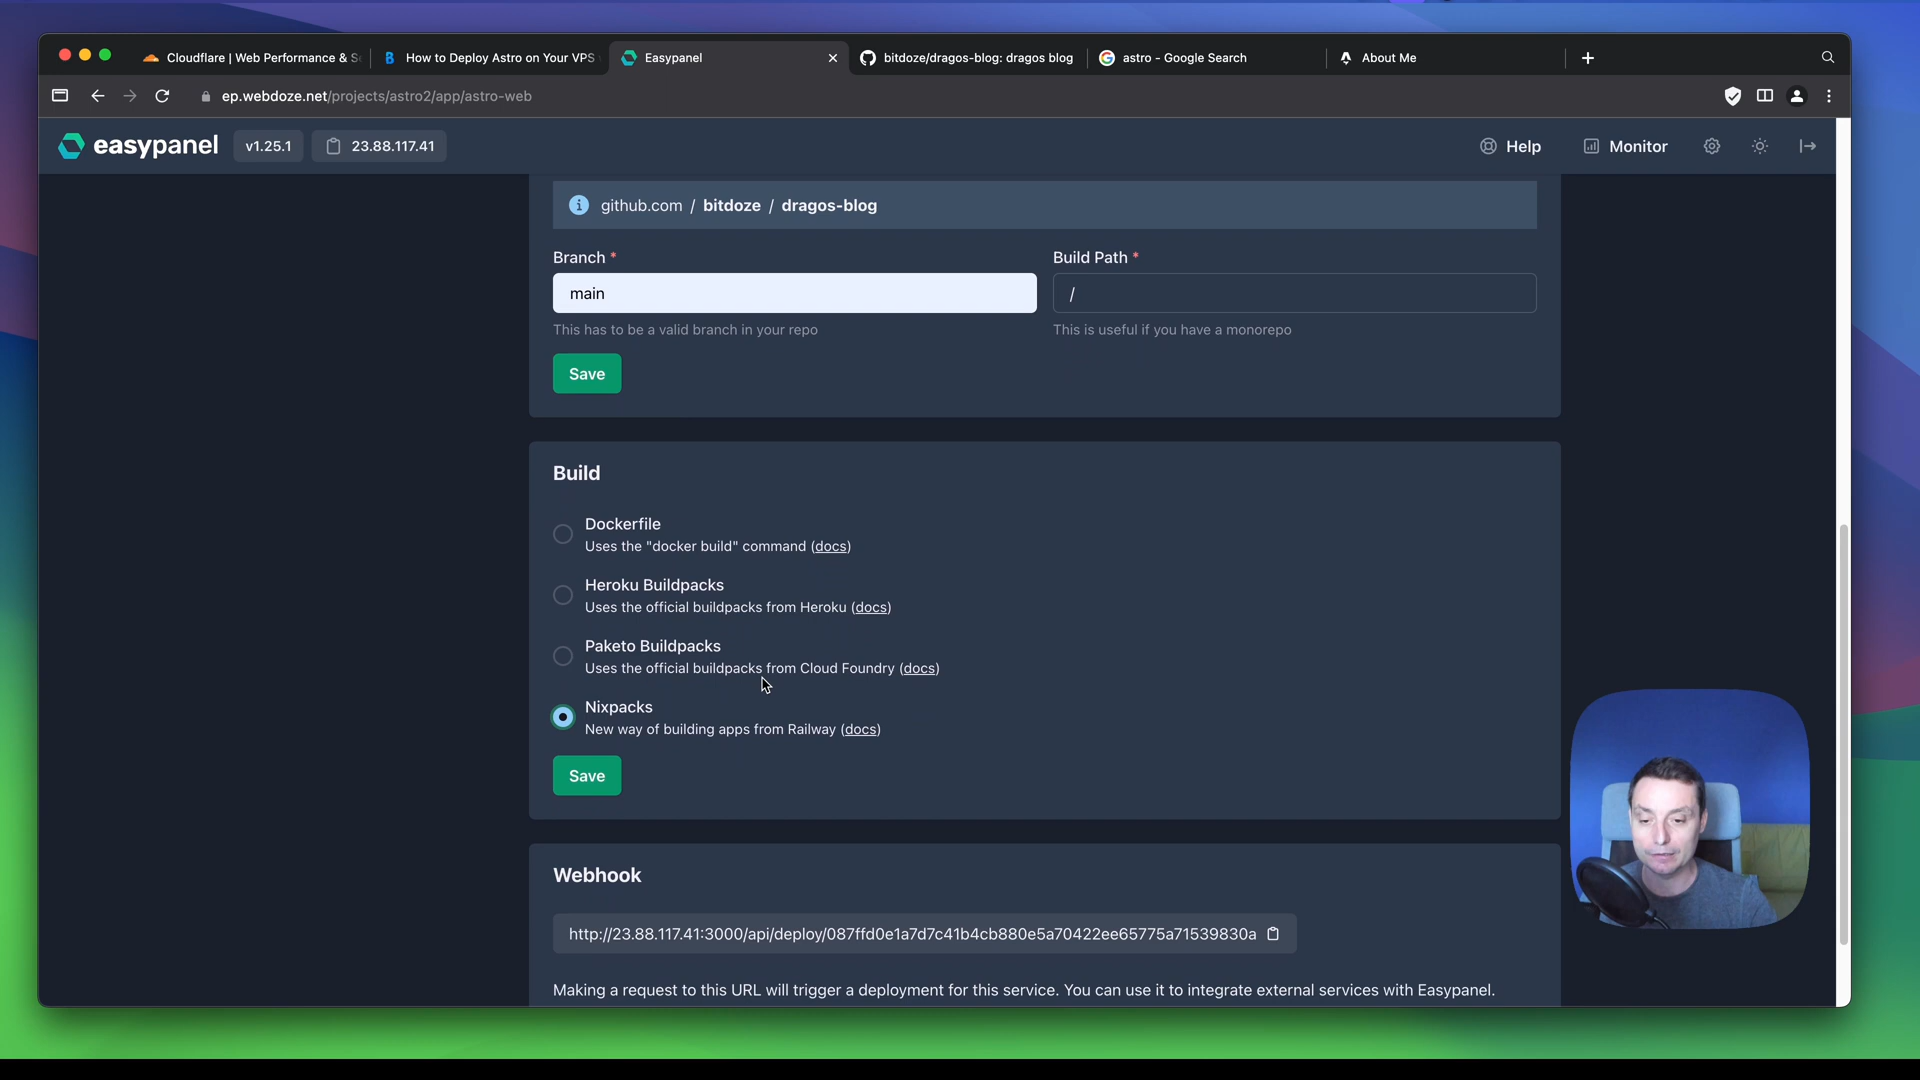 Cloudflare | Web Performance & Se
How to Deploy Astro on Your VPS
Easypanel
bitdoze/dragos-blog: dragos blog
astro - Google Search
About Me
ep.webdoze.net/projects/astro2/app/astro-web
easypanel
v1.25.1
23.88.117.41
Help
Monitor
github.com / bitdoze / dragos-blog
Branch *
Build Path *
main
/
This has to be a valid branch in your repo
This is useful if you have a monorepo
Save
Build
Dockerfile
Uses the "docker build" command (docs)
Heroku Buildpacks
Uses the official buildpacks from Heroku (docs)
Paketo Buildpacks
Uses the official buildpacks from Cloud Foundry (docs)
Nixpacks
New way of building apps from Railway (docs)
Save
Webhook
http://23.88.117.41:3000/api/deploy/087ffd0e1a7d7c41b4cb880e5a70422ee65775a71539830a
Making a request to this URL will trigger a deployment for this service. You can use it to integrate external services with Easypanel.